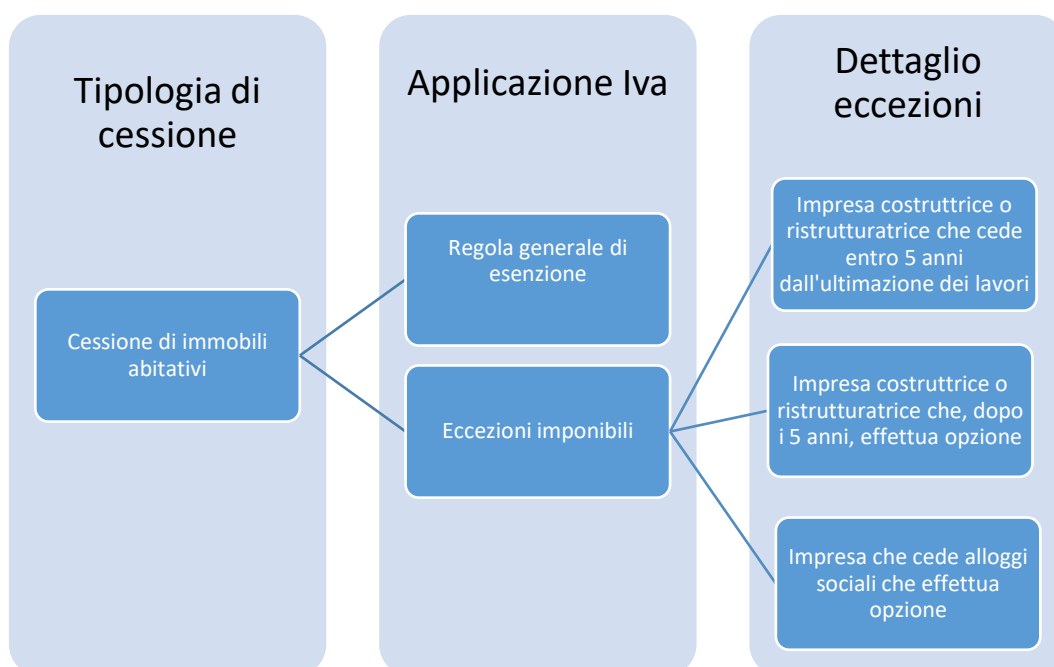 Tipologia di
cessione
Cessione di immobili
abitativi
Applicazione Iva
Regola generale di
esenzione
Eccezioni imponibili
Dettaglio
eccezioni
Impresa costruttrice o
ristrutturatrice che cede
entro 5 anni
dall'ultimazione dei lavori
Impresa costruttrice o
ristrutturatrice che, dopo
i 5 anni, effettua opzione
Impresa che cede alloggi
sociali che effettua
opzione